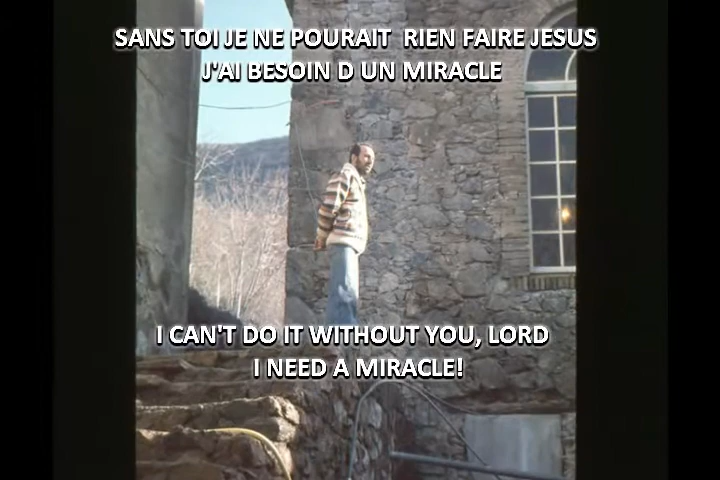 SANS TOI JE NE POURAIT RIEN FAIRE JESUS
J'AI BESOIN D UN MIRACLE
I CAN'T DO IT WITHOUT YOU, LORD
I NEED A MIRACLE!